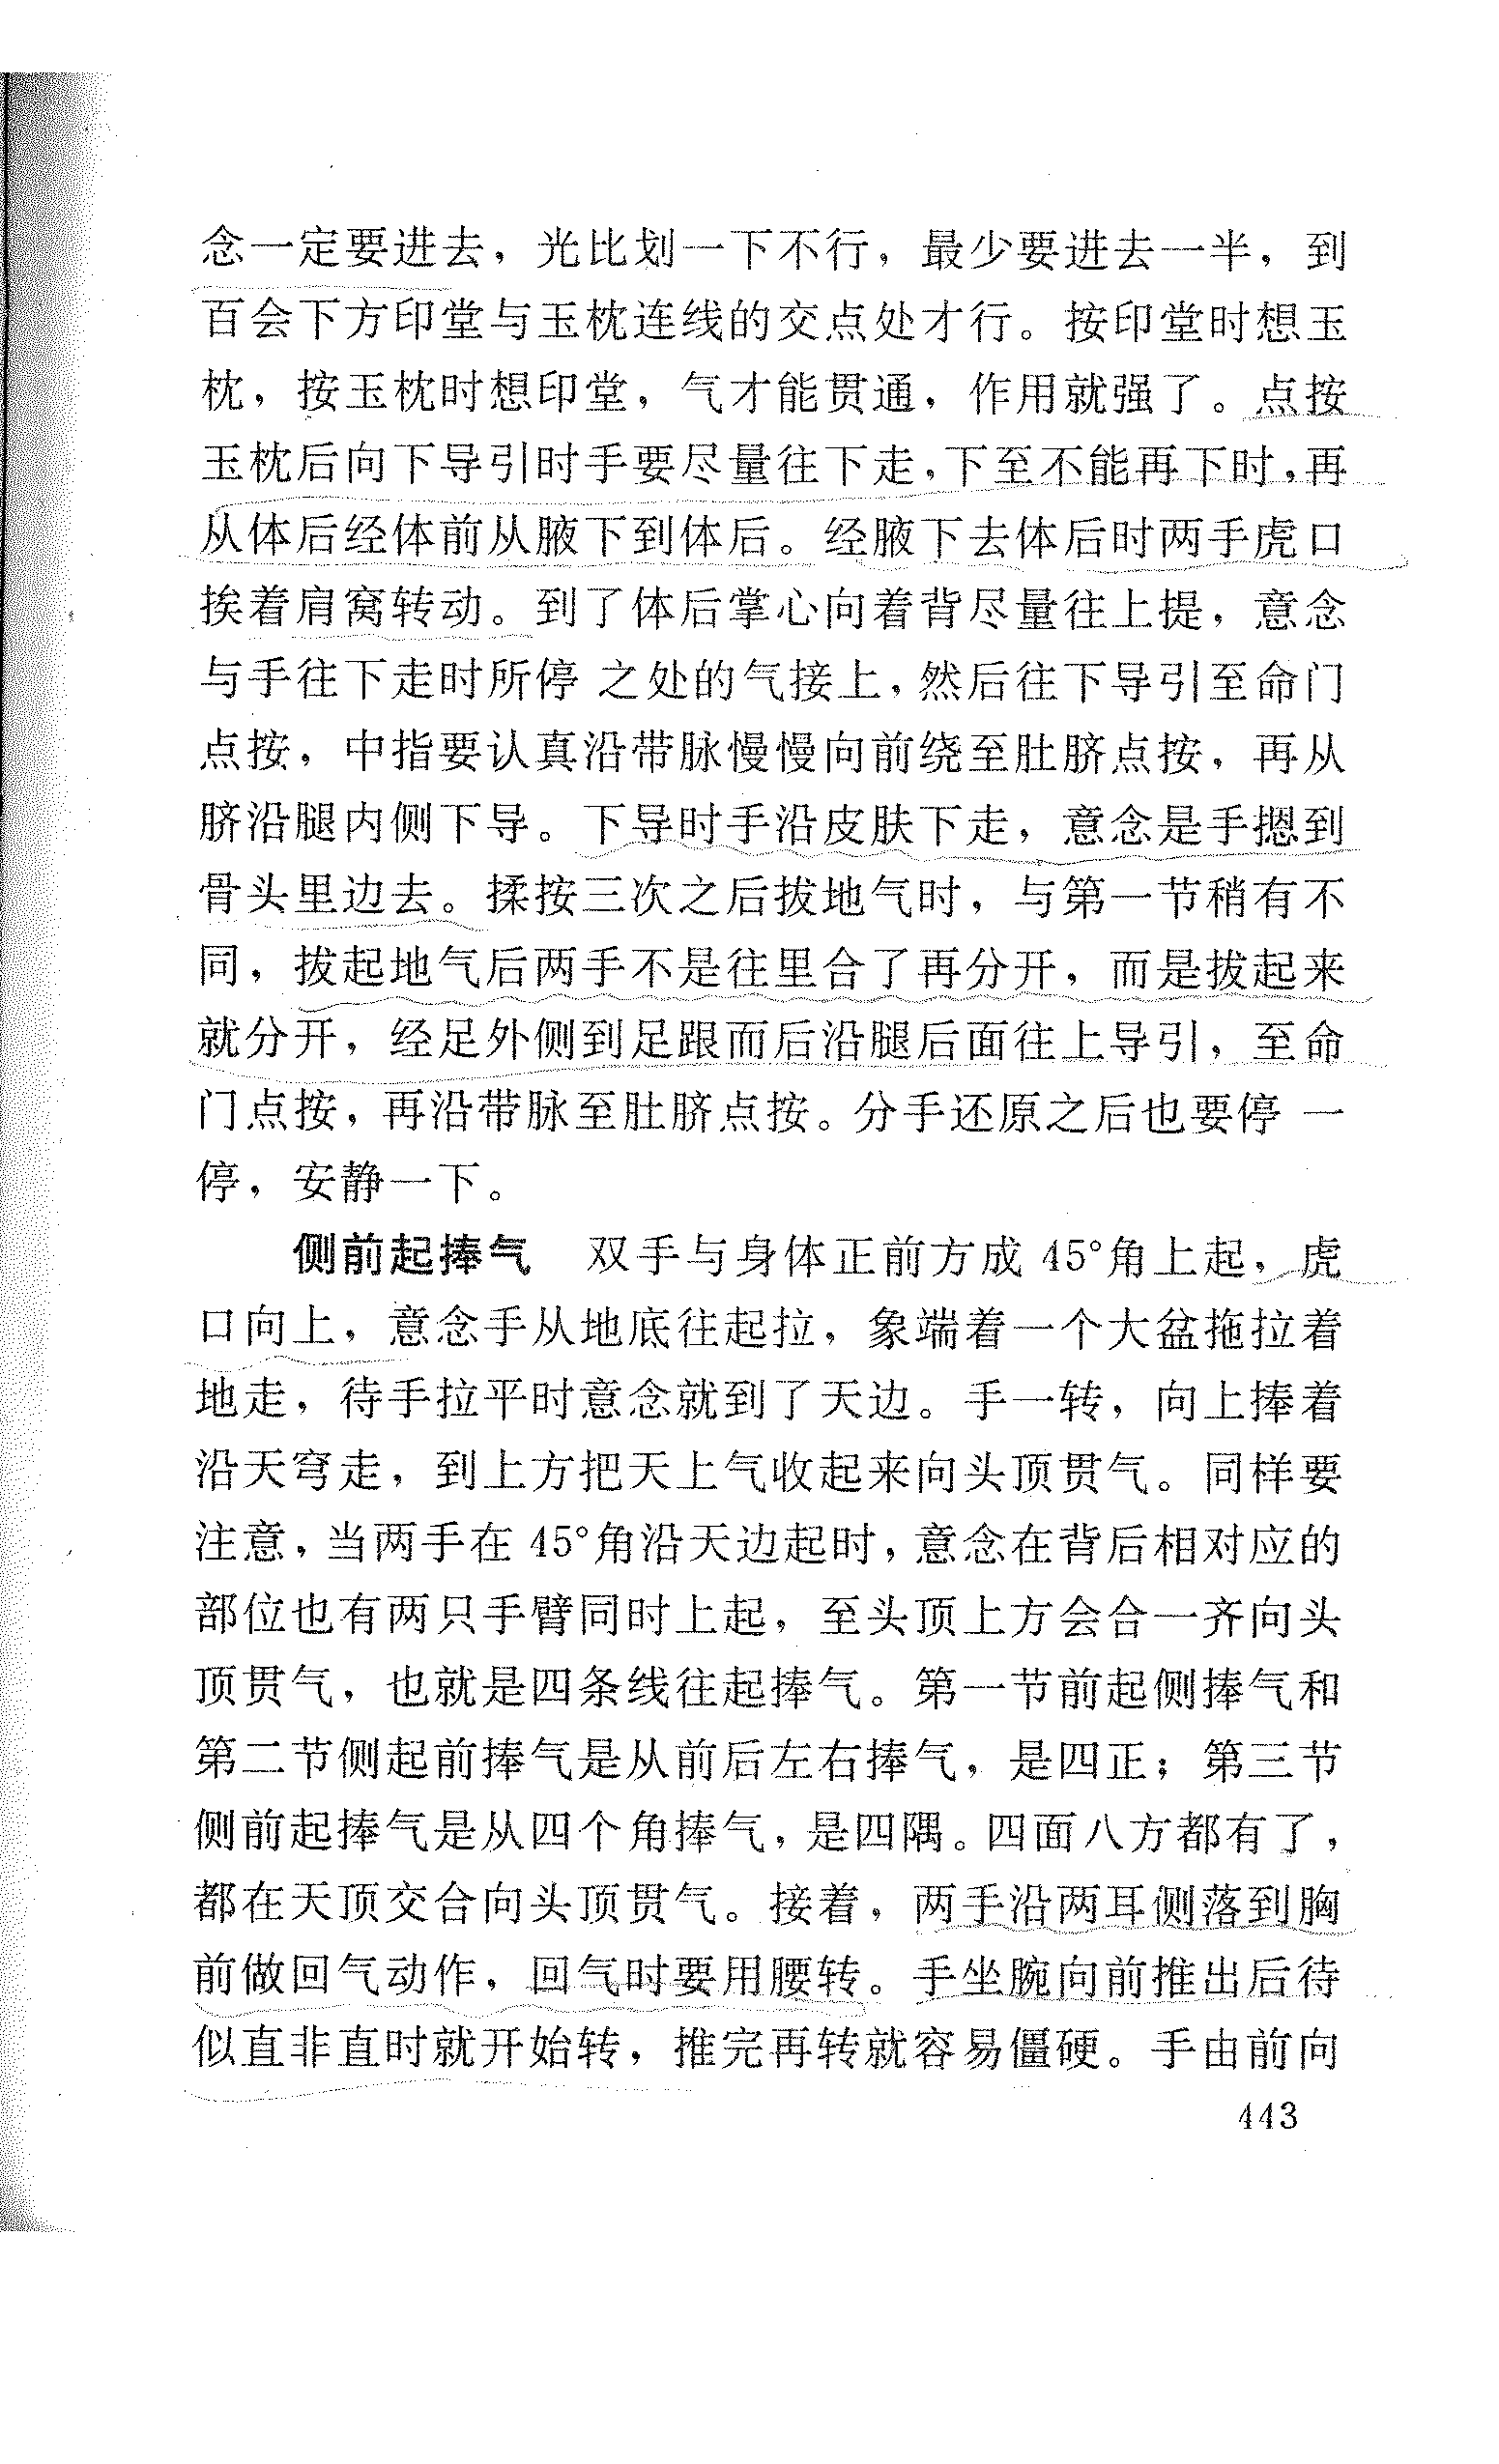 念一定要进去，光比划一下不行，最少要进去一半，到
百会下方印堂与玉枕连线的交点处才行。按印堂时想玉
枕，按玉枕时想印堂，气才能贯通，作用就强了。点按
玉枕后向下导引时手要尽量往下走，下至不能再下时，再
从体后经体前从腋下到体后。经腋下去体后时两手虎口
挨着肩窝转动。到了体后掌心向着背尽量往上提，意念
与手往下走时所停 之处的气接上，然后往下导引至命门
点按，中指要认真沿带脉慢慢向前绕至肚脐点按，再从
脐沿腿内侧下导。下导时手沿皮肤下走，意念是手摁到
骨头里边去。揉按三次之后拔地气时，与第一节稍有不
同，拔起地气后两手不是往里合了再分开，而是拔起来
就分开，经足外侧到足跟而后沿腿后面往上导引，至命
门点按，再沿带脉至肚脐点按。分手还原之后也要停 一
停，安静一下。
侧前起捧气 双手与身体正前方成 45°角上起，虎
口向上，意念手从地底往起拉，象端着一个大盆拖拉着
地走，待手拉平时意念就到了天边。手一转，向上捧着
沿天穹走，到上方把天上气收起来向头顶贯气。同样要
注意，当两手在 45°角沿天边起时，意念在背后相对应的
部位也有两只手臂同时上起，至头顶上方会合一齐向头
顶贯气，也就是四条线往起捧气。第一节前起侧捧气和
第二节侧起前捧气是从前后左右捧气，是四正；第三节
侧前起捧气是从四个角捧气，是四隅。四面八方都有了，
都在天顶交合向头顶贯气。接着，两手沿两耳侧落到胸
前做回气动作，回气时要用腰转。手坐腕向前推出后待
似直非直时就开始转，推完再转就容易僵硬。手由前向
443